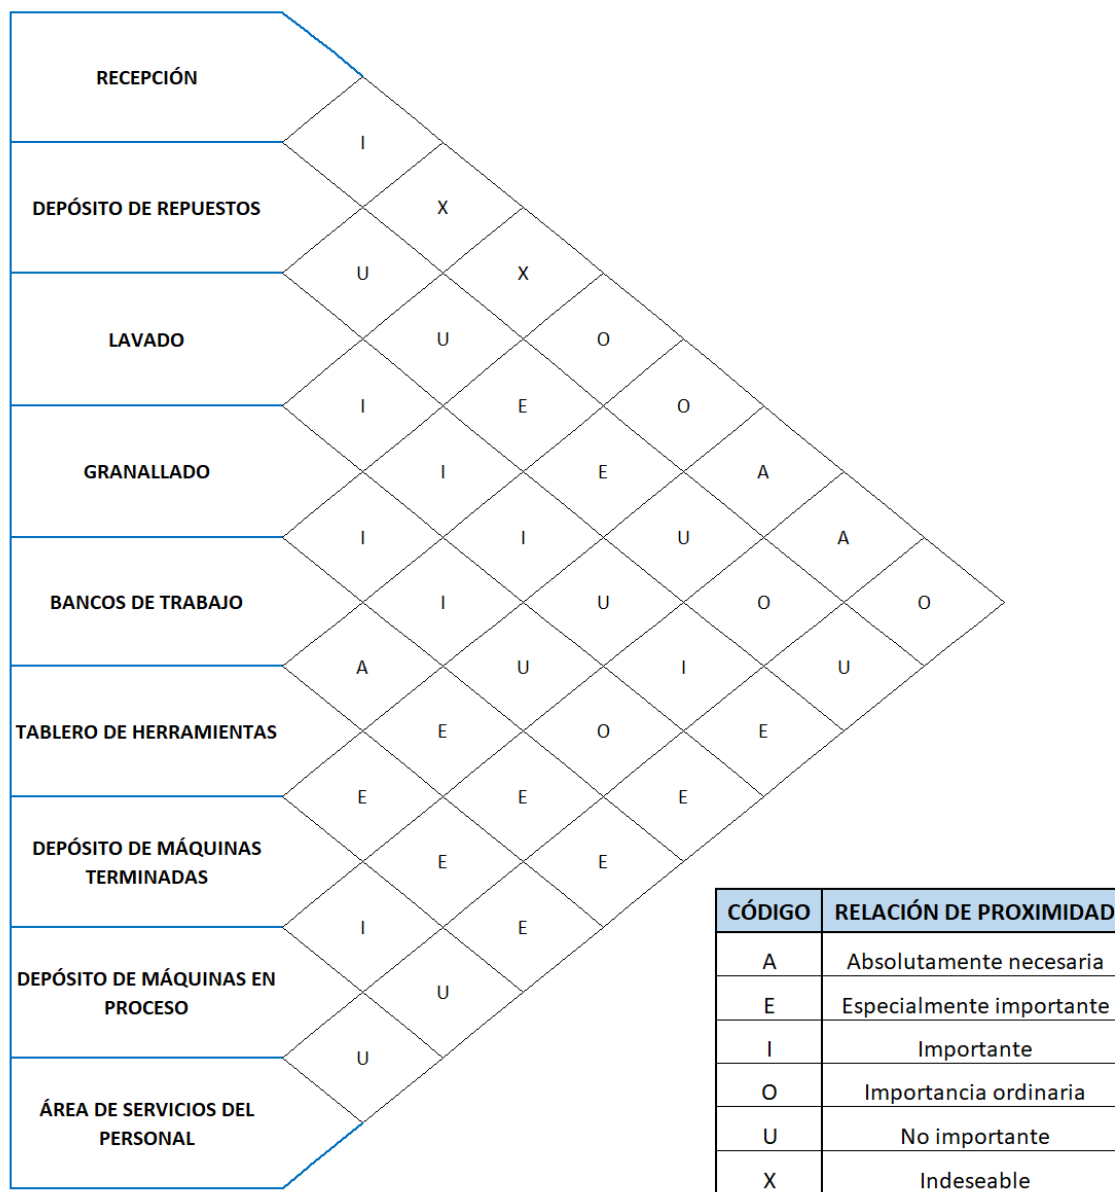 RECEPCIÓN
I
DEPÓSITO DE REPUESTOS
X
U
X
LAVADO
U
O
I
E
O
GRANALLADO
I
E
A
I
I
U
A
BANCOS DE TRABAJO
I
U
O
O
A
U
I
U
TABLERO DE HERRAMIENTAS
E
O
E
E
E
E
DEPÓSITO DE MÁQUINAS
TERMINADAS
E
E
I
E
DEPÓSITO DE MÁQUINAS EN
PROCESO
U
U
ÁREA DE SERVICIOS DEL
PERSONAL
CÓDIGO RELACIÓN DE PROXIMIDAD
A Absolutamente necesaria
E Especialmente importante
I Importante
O Importancia ordinaria
U No importante
X Indeseable